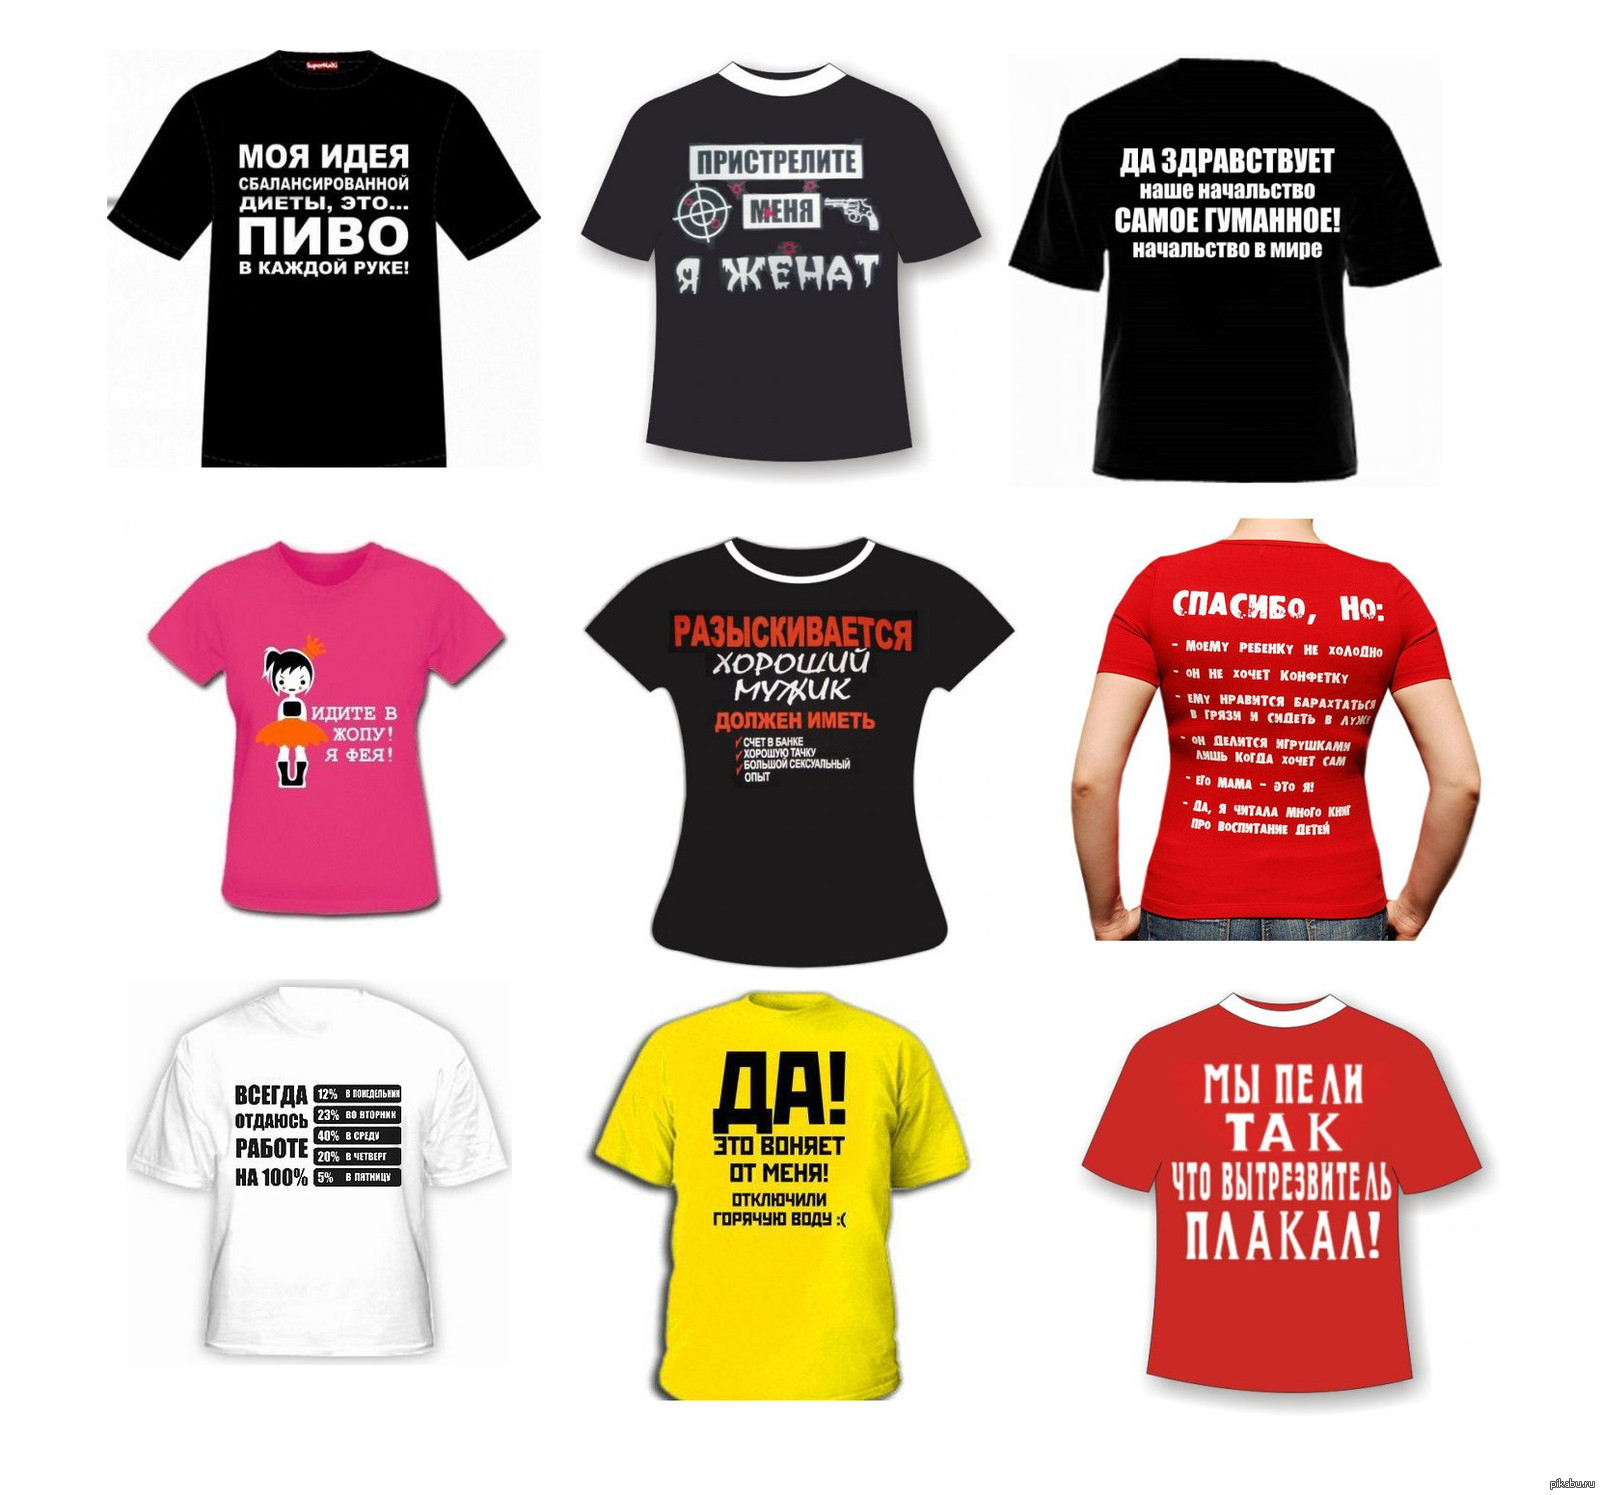 SuperMaiki
МОЯ ИДЕЯ
СБАЛАНСИРОВАННОЙ
ДИЕТЫ, ЭТО...
ПИВО
В КАЖДОЙ РУКЕ!
ПРИСТРЕЛИТЕ
МЕНЯ
Я ЖЕНАТ
ДА ЗДРАВСТВУЕТ
наше начальство
САМОЕ ГУМАННОЕ!
начальство в мире
ИДИТЕ В
ЖОПУ!
Я ФЕЯ!
РАЗЫСКИВАЕТСЯ
ХОРОШИЙ
МУЖИК
ДОЛЖЕН ИМЕТЬ
СЧЕТ В БАНКЕ
ХОРОШУЮ ТАЧКУ
БОЛЬШОЙ СЕКСУАЛЬНЫЙ
ОПЫТ
СПАСИБО, НО:
- МОЕМУ РЕБЕНКУ НЕ ХОЛОДНО
- ОН НЕ ХОЧЕТ КОНФЕТКУ
- ЕМУ НРАВИТСЯ БАРАХТАТЬСЯ
В ГРЯЗИ И СИДЕТЬ В ЛУЖЕ
- ОН ДЕЛИТСЯ ИГРУШКАМИ
ЛИШЬ КОГДА ХОЧЕТ САМ
- ЕГО МАМА - ЭТО Я!
- ДА, Я ЧИТАЛА МНОГО КНИГ
ПРО ВОСПИТАНИЕ ДЕТЕЙ
ВСЕГДА
ОТДАЮСЬ
РАБОТЕ
НА 100%
12% В ПОНЕДЕЛЬНИК
23% ВО ВТОРНИК
40% В СРЕДУ
20% В ЧЕТВЕРГ
5% В ПЯТНИЦУ
ДА!
ЭТО ВОНЯЕТ
ОТ МЕНЯ!
ОТКЛЮЧИЛИ
ГОРЯЧУЮ ВОДУ :(
МЫ ПЕЛИ
ТАК
ЧТО ВЫТРЕЗВИТЕЛЬ
ПЛАКАЛ!
pikabu.ru